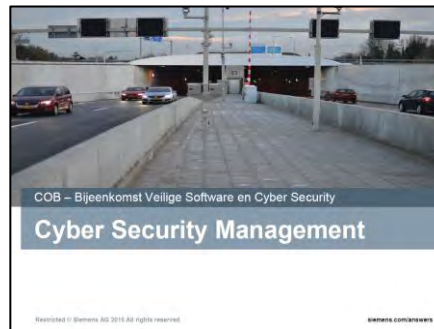 COB – Bijeenkomst Veilige Software en Cyber Security
Cyber Security Management
Restricted © Siemens AG 2015 All rights reserved.
siemens.com/answers